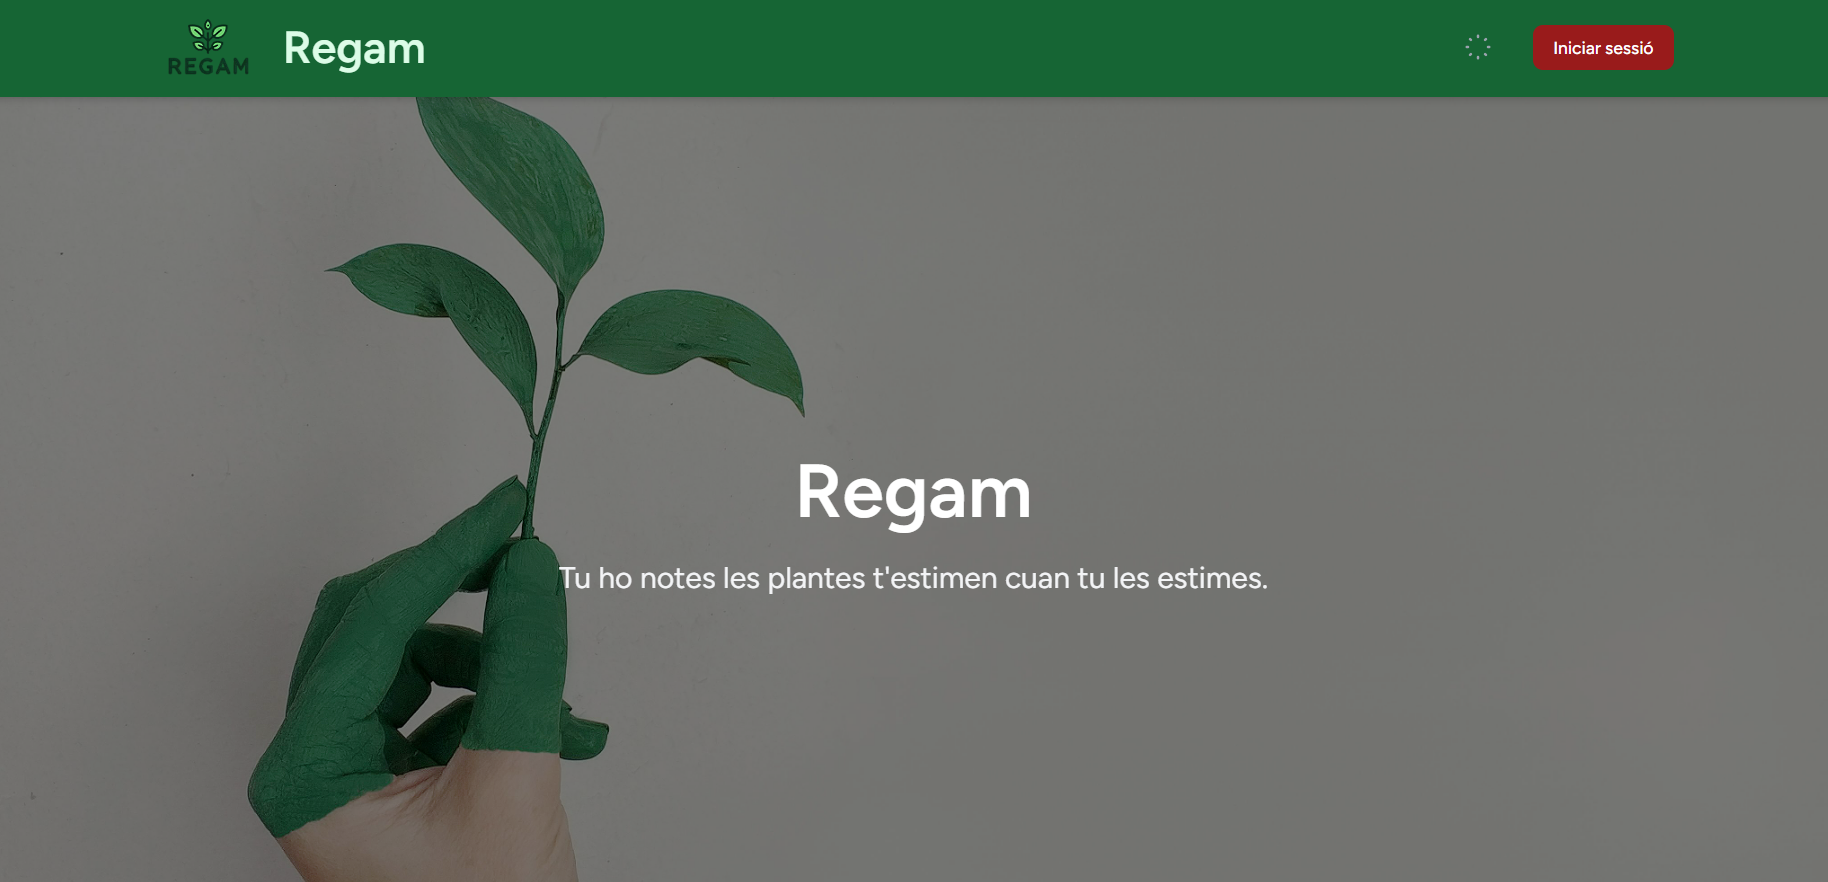 REGAM
Regam
Iniciar sessió
Regam
Tu ho notes les plantes t'estimen cuan tu les estimes.